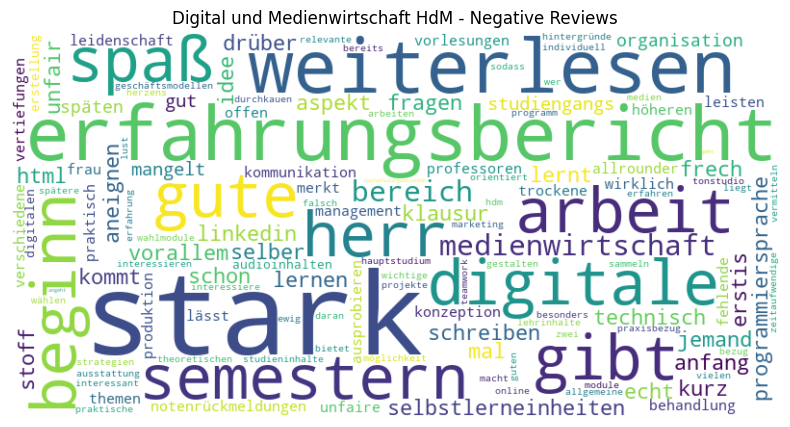 Digital und Medienwirtschaft HdM - Negative Reviews
leidenschaft
drüber
relevante
bereits
vorlesungen
hintergründe
individuell
organisation
erstellung
unfair
spaß
idee
weiterlesen
sodass
wer
geschäftsmodellen
herzens
durchkauen
vertiefungen
späten
gut
offen
aspekt
fragen
arbeiten
studiengangs
programm
medien
höheren
leisten
erfahrungsbericht
html
frau
lust
mangelt
kommunikation
professoren
orientiert
allrounder
frech
tonstudio
liegt
vermitteln
verschiedene
digitalen
spätere
praktisch
aneignen
erfahrung
gute
merkt
bereich
lernt
trockene
wirklich
erfahren
falsch
management
klausur
hdm
marketing
arbeit
programmiersprache
zeitaufwendige
wahlmodule
linkedin
herr
medienwirtschaft
beginn
vorallem
selber
hauptstudium
gestalten
sammeln
interessieren
audioinhalten
kommt
schon
interessiere
lernen
ausprobieren
wichtige
projekte
teamwork
digitale
technisch
fehlende
erstis
wählen
angeht
produktion
stark
lässt
ewig
daran
konzeption
besonders
praxisbezug
lehrinhalte
zwei
stoff
schreiben
mal
gibt
jemand
anfang
bezug
strategien
theoretischen
studieninhalte
bietet
möglichkeit
guten
vielen
ausstattung
interessant
semestern
macht
module
echt
kurz
themen
praktische
online
allgemeine
notenrückmeldungen
unfaire
selbstlerneinheiten
behandlung